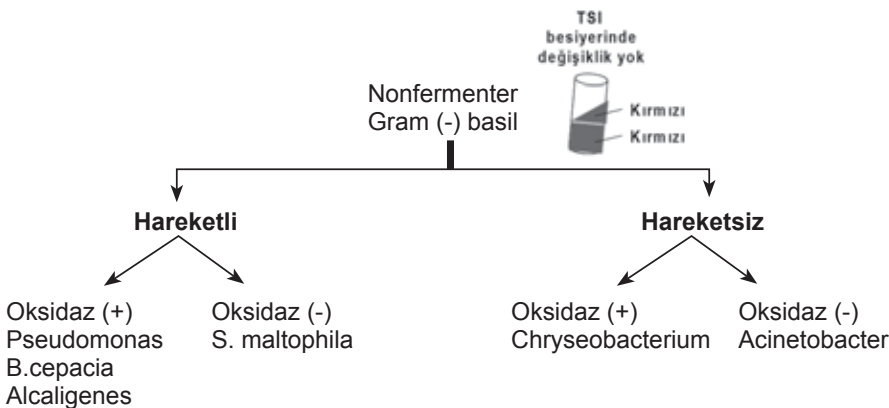 TSI
besiyerinde
değişiklik yok
Nonfermenter
Gram (-) basil
Kırmızı
Kırmızı
Hareketli
Hareketsiz
Oksidaz (+)
Pseudomonas
B.cepacia
Alcaligenes
Oksidaz (-)
S. maltophila
Oksidaz (+)
Chryseobacterium
Oksidaz (-)
Acinetobacter